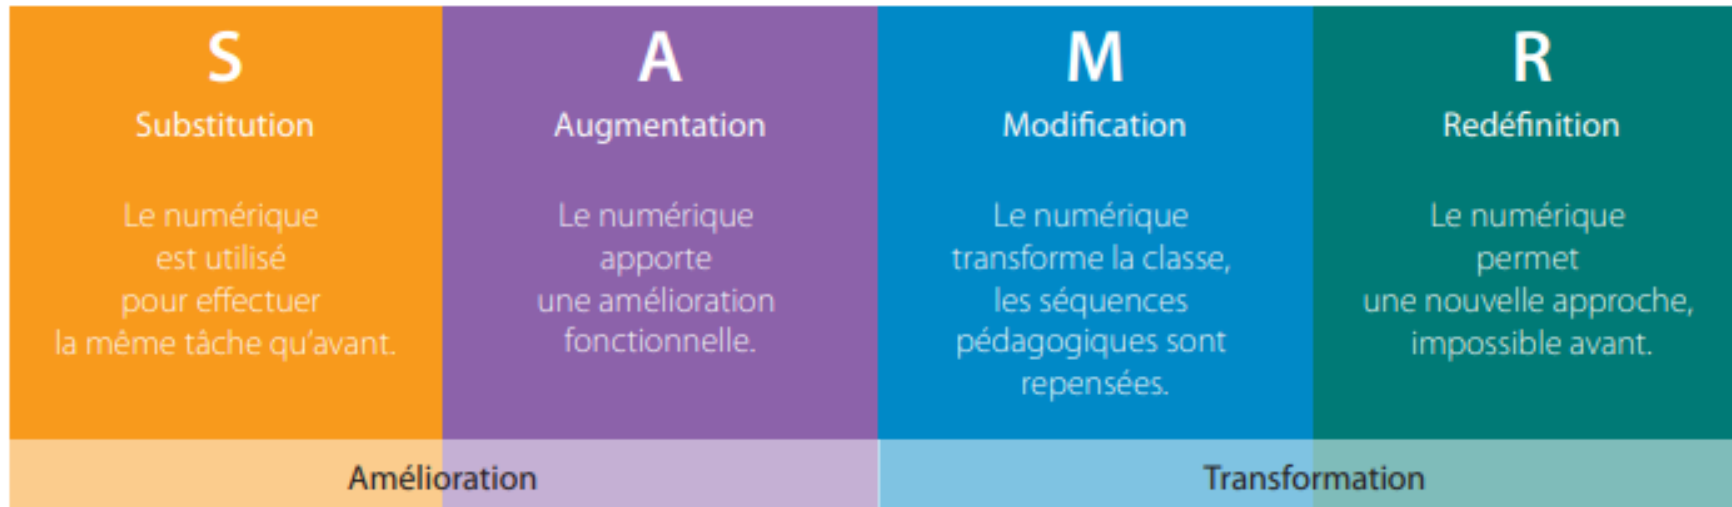 S
Substitution
Le numérique
est utilisé
pour effectuer
la même tâche qu'avant.
A
Augmentation
Le numérique
apporte
une amélioration
fonctionnelle.
M
Modification
Le numérique
transforme la classe,
les séquences
pédagogiques sont
repensées.
R
Redéfinition
Le numérique
permet
une nouvelle approche,
impossible avant.
Amélioration
Transformation